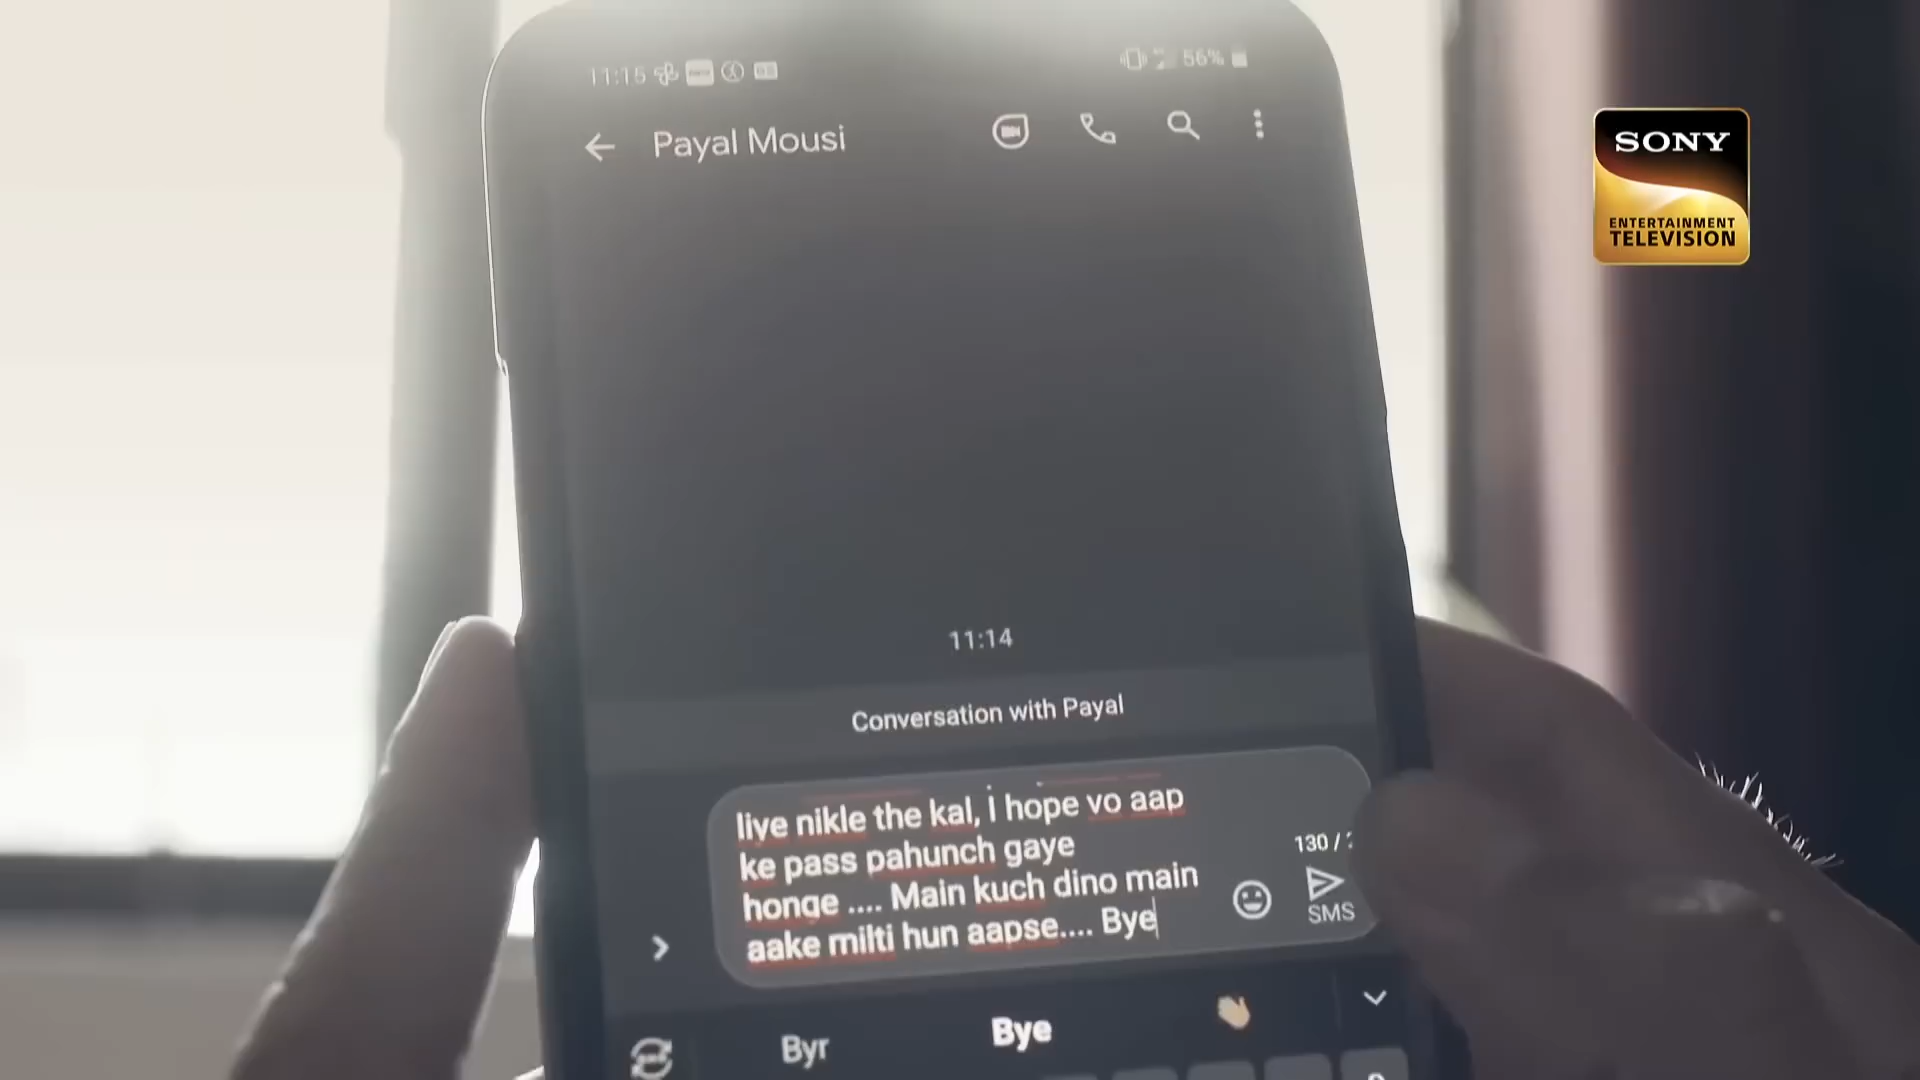 11:15
56%
Payal Mousi
SONY
ENTERTAINMENT
TELEVISION
11:14
Conversation with Payal
liye nikle the kal, i hope vo aap
ke pass pahunch gaye
honge .... Main kuch dino main
aake milti hun aapse.... Bye
130 /
SMS
Byr
Bye